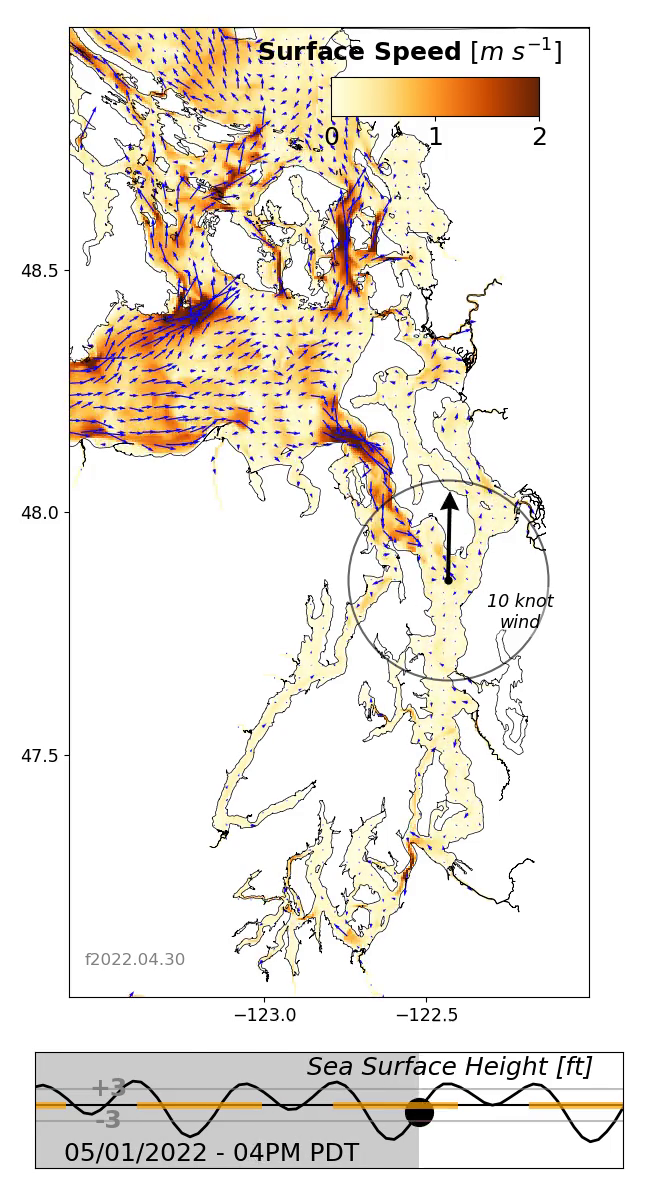 Surface Speed [m s⁻¹]
0 1 2
48.5
48.0
10 knot
wind
47.5
f2022.04.30
−123.0 −122.5
Sea Surface Height [ft]
+3
-3
05/01/2022 - 04PM PDT